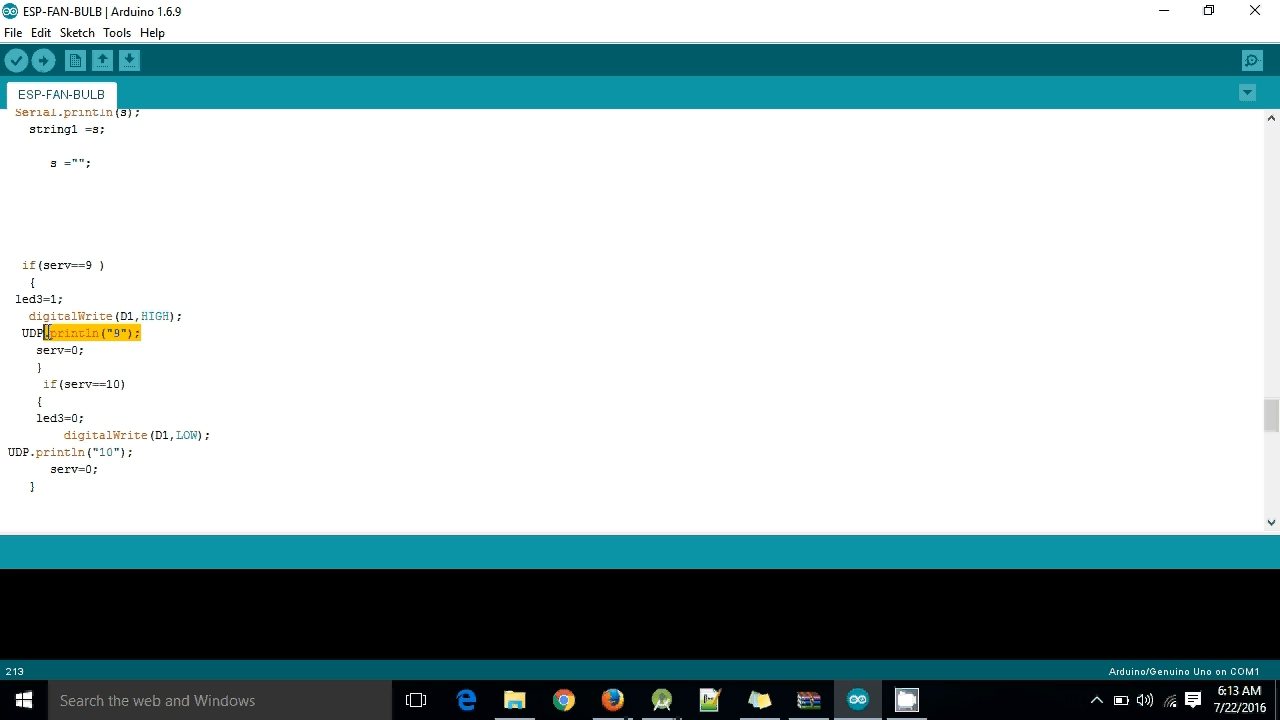 ESP-FAN-BULB | Arduino 1.6.9
File Edit Sketch Tools Help
ESP-FAN-BULB
Serial.println(s);
string1 =s;
s ="";
if(serv==9 )
{
led3=1;
digitalWrite(D1,HIGH);
UDP.println("9");
serv=0;
}
if(serv==10)
{
led3=0;
digitalWrite(D1,LOW);
UDP.println("10");
serv=0;
}
213
Arduino/Genuino Uno on COM1
Search the web and Windows
6:13 AM
7/22/2016